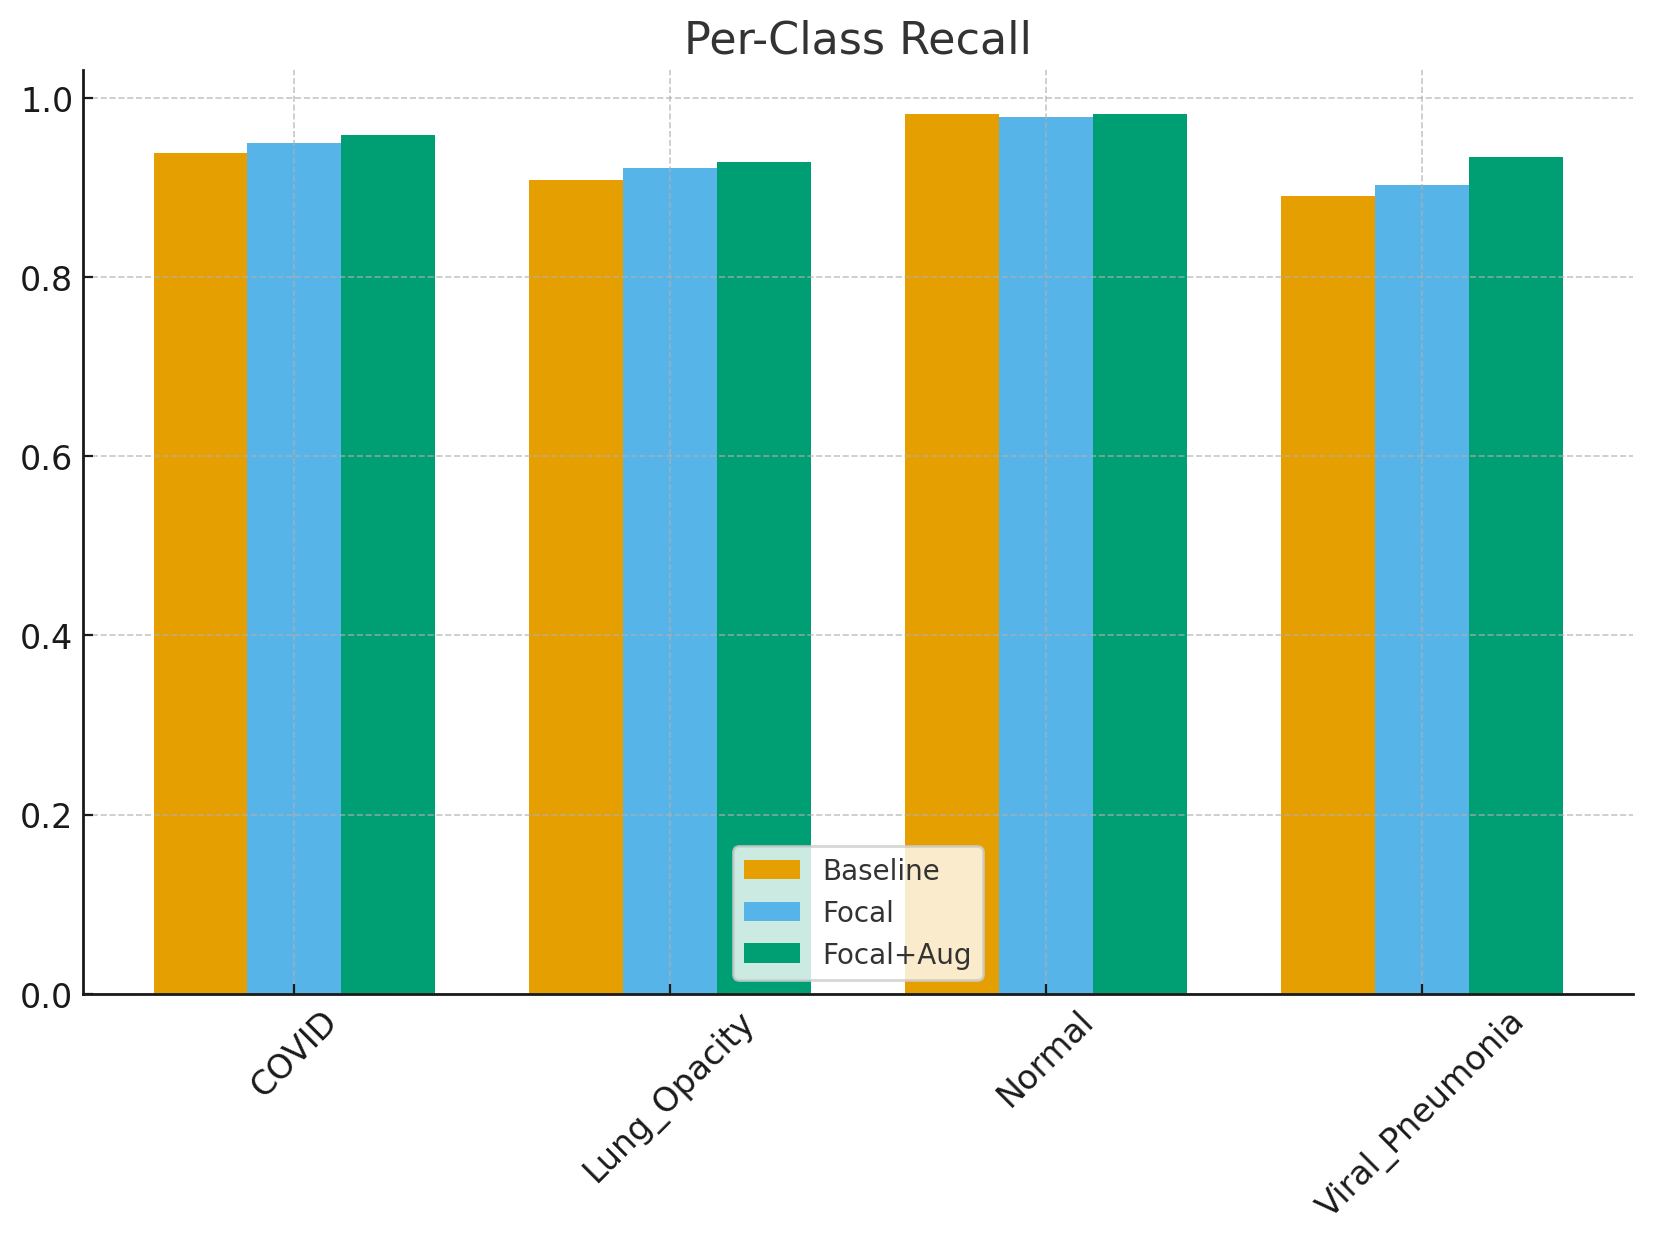 Per-Class Recall
1.0
0.8
0.6
0.4
0.2
0.0
Baseline
Focal
Focal+Aug
COVID
Lung_Opacity
Normal
Viral_Pneumonia